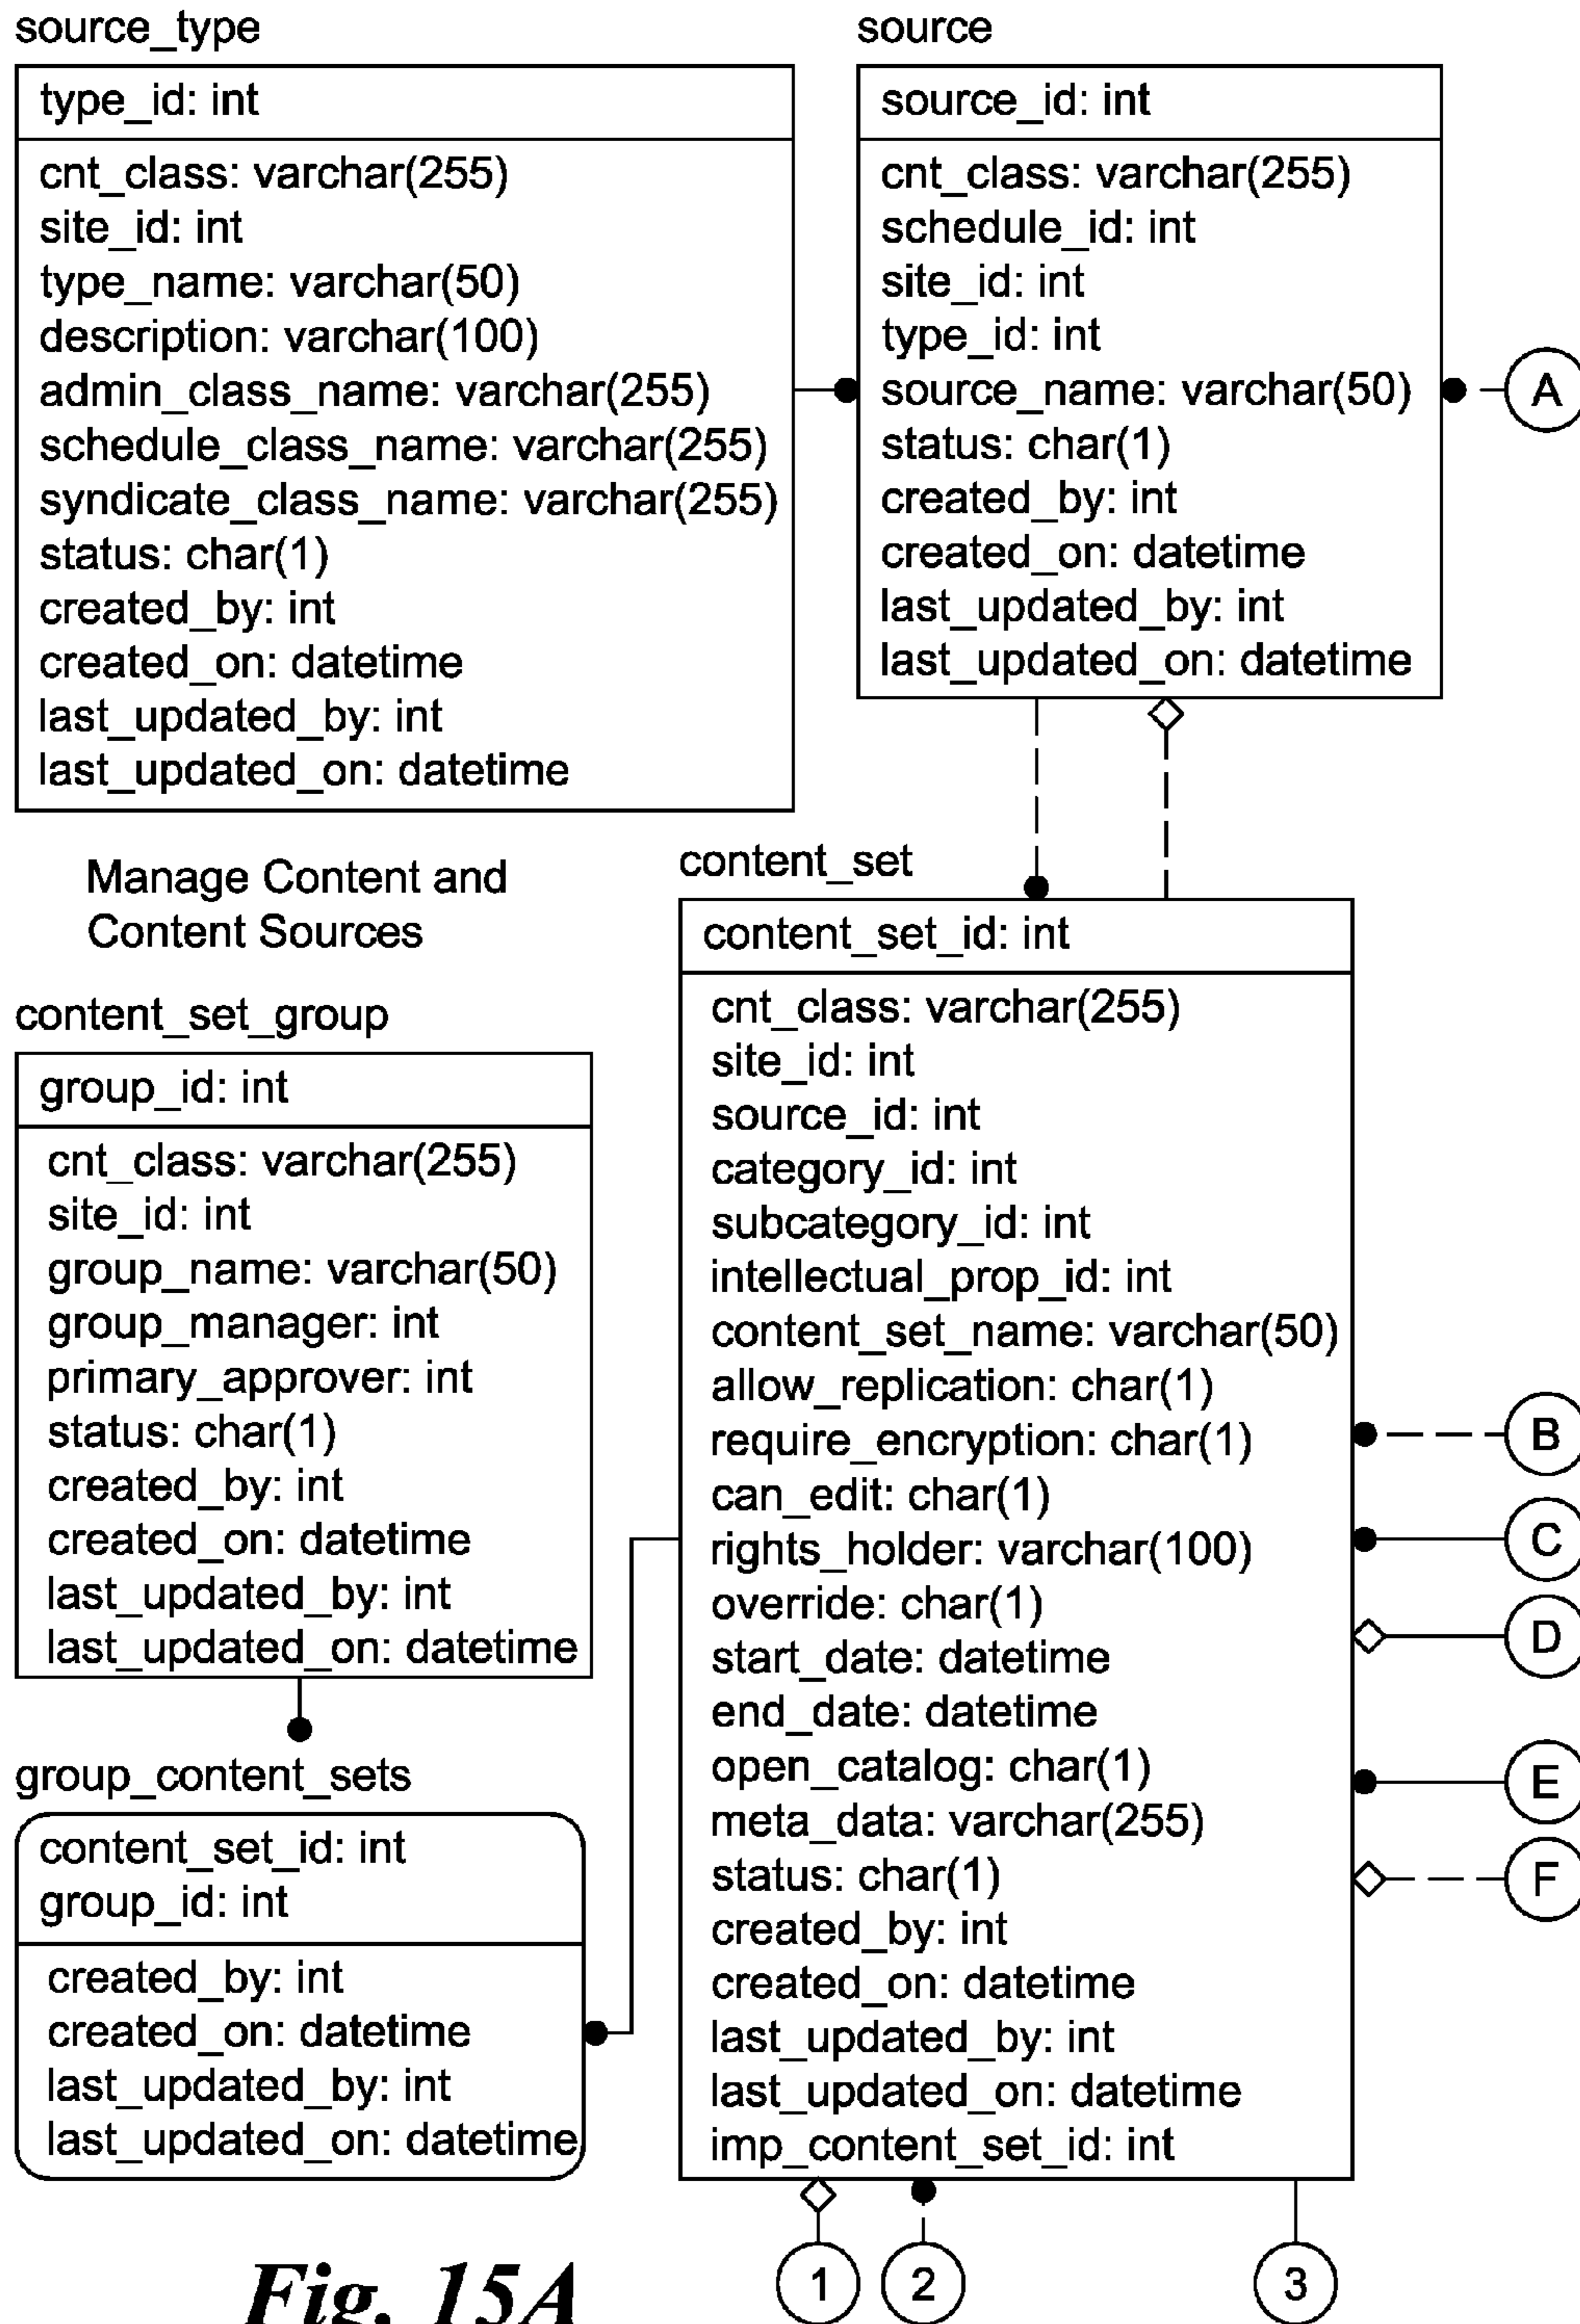 source_type
type_id: int
cnt_class: varchar(255)
site_id: int
type_name: varchar(50)
description: varchar(100)
admin_class_name: varchar(255)
schedule_class_name: varchar(255)
syndicate_class_name: varchar(255)
status: char(1)
created_by: int
created_on: datetime
last_updated_by: int
last_updated_on: datetime
source
source_id: int
cnt_class: varchar(255)
schedule_id: int
site_id: int
type_id: int
source_name: varchar(50)
status: char(1)
created_by: int
created_on: datetime
last_updated_by: int
last_updated_on: datetime
A
Manage Content and
Content Sources
content_set_group
group_id: int
cnt_class: varchar(255)
site_id: int
group_name: varchar(50)
group_manager: int
primary_approver: int
status: char(1)
created_by: int
created_on: datetime
last_updated_by: int
last_updated_on: datetime
group_content_sets
content_set_id: int
group_id: int
created_by: int
created_on: datetime
last_updated_by: int
last_updated_on: datetime
content_set
content_set_id: int
cnt_class: varchar(255)
site_id: int
source_id: int
category_id: int
subcategory_id: int
intellectual_prop_id: int
content_set_name: varchar(50)
allow_replication: char(1)
require_encryption: char(1)
can_edit: char(1)
rights_holder: varchar(100)
override: char(1)
start_date: datetime
end_date: datetime
open_catalog: char(1)
meta_data: varchar(255)
status: char(1)
created_by: int
created_on: datetime
last_updated_by: int
last_updated_on: datetime
imp_content_set_id: int
B
C
D
E
F
1
2
3
Fig. 15A